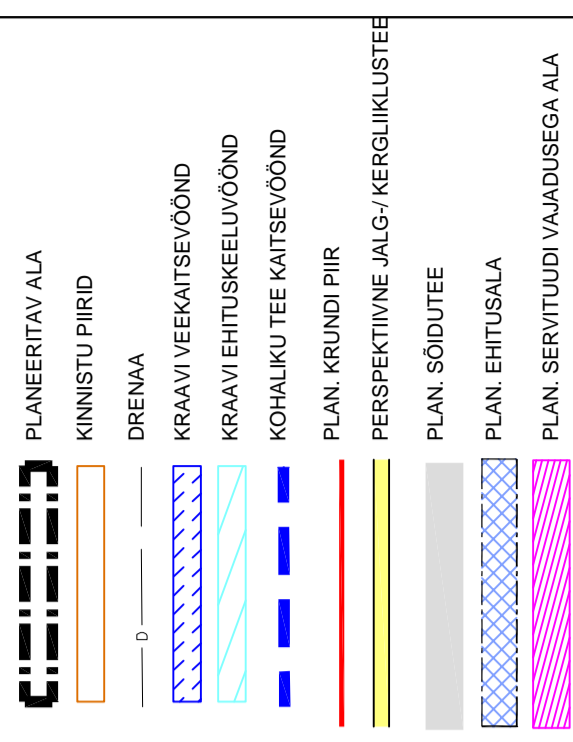 PLANEERITAV ALA
KINNISTU PIIRID
D
DRENAA
KRAAVI VEEKAITSEVÖÖND
KRAAVI EHITUSKEELUVÖÖND
KOHALIKU TEE KAITSEVÖÖND
PLAN. KRUNDI PIIR
PERSPEKTIIVNE JALG-/ KERGLIIKLUSTEE
PLAN. SÕIDUTEE
PLAN. EHITUSALA
PLAN. SERVITUUDI VAJADUSEGA ALA